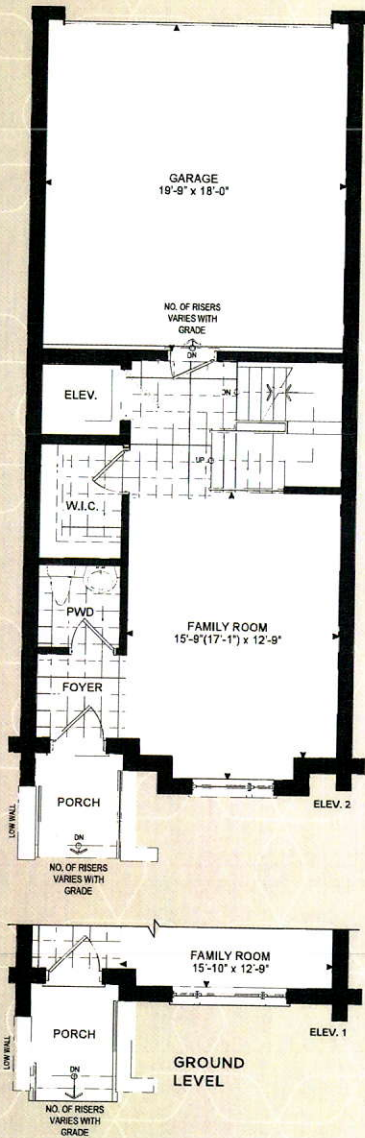 GARAGE
19'-9" x 18'-0"
NO. OF RISERS
VARIES WITH
GRADE
DN
ELEV.
DN
UP
W.I.C.
PWD
FAMILY ROOM
15'-9"(17'-1") x 12'-9"
FOYER
PORCH
LOW WALL
DN
ELEV. 2
NO. OF RISERS
VARIES WITH
GRADE
FAMILY ROOM
15'-10" x 12'-9"
PORCH
LOW WALL
ELEV. 1
DN
GROUND
LEVEL
NO. OF RISERS
VARIES WITH
GRADE